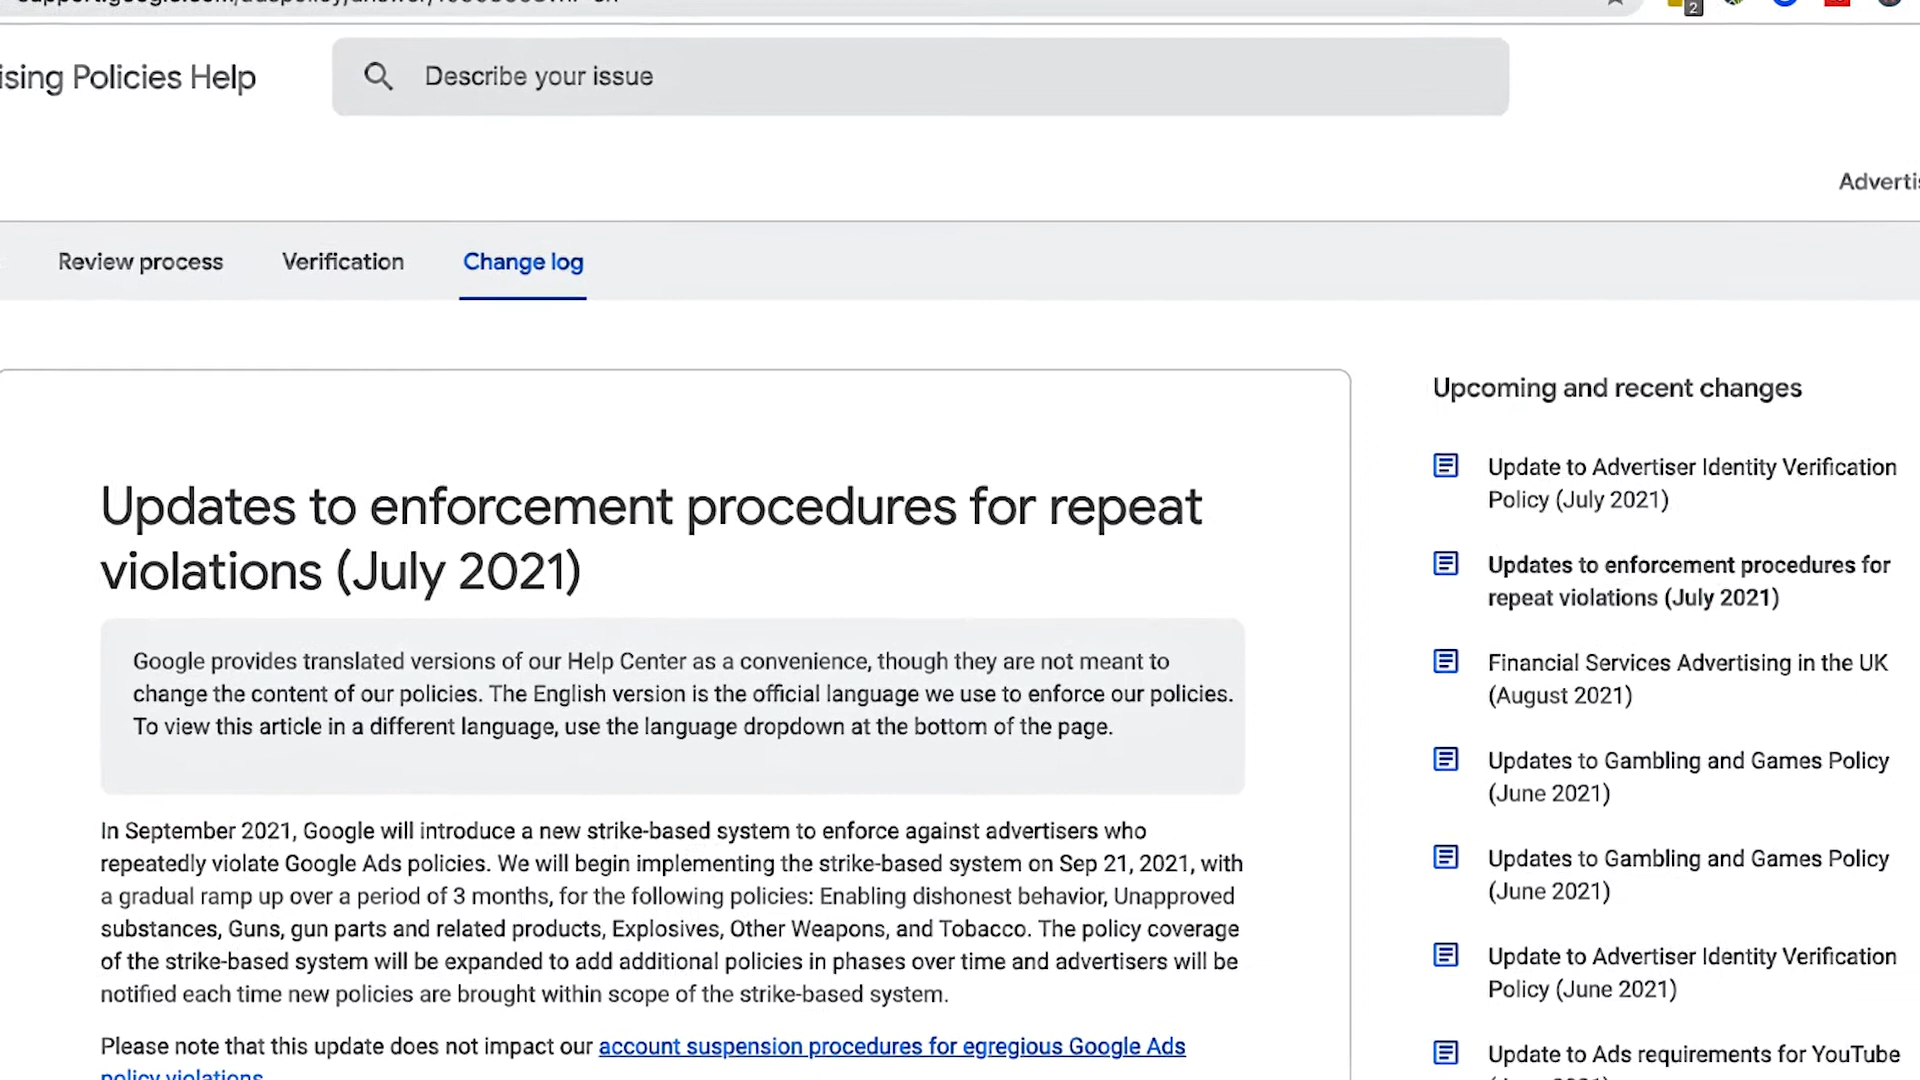 2
ising Policies Help
Describe your issue
Review process
Verification
Change log
Updates to enforcement procedures for repeat
violations (July 2021)
Google provides translated versions of our Help Center as a convenience, though they are not meant to
change the content of our policies. The English version is the official language we use to enforce our policies.
To view this article in a different language, use the language dropdown at the bottom of the page.
In September 2021, Google will introduce a new strike-based system to enforce against advertisers who
repeatedly violate Google Ads policies. We will begin implementing the strike-based system on Sep 21, 2021, with
a gradual ramp up over a period of 3 months, for the following policies: Enabling dishonest behavior, Unapproved
substances, Guns, gun parts and related products, Explosives, Other Weapons, and Tobacco. The policy coverage
of the strike-based system will be expanded to add additional policies in phases over time and advertisers will be
notified each time new policies are brought within scope of the strike-based system.
Please note that this update does not impact our account suspension procedures for egregious Google Ads
policy violations
Upcoming and recent changes
Update to Advertiser Identity Verification
Policy (July 2021)
Updates to enforcement procedures for
repeat violations (July 2021)
Financial Services Advertising in the UK
(August 2021)
Updates to Gambling and Games Policy
(June 2021)
Updates to Gambling and Games Policy
(June 2021)
Update to Advertiser Identity Verification
Policy (June 2021)
Update to Ads requirements for YouTube